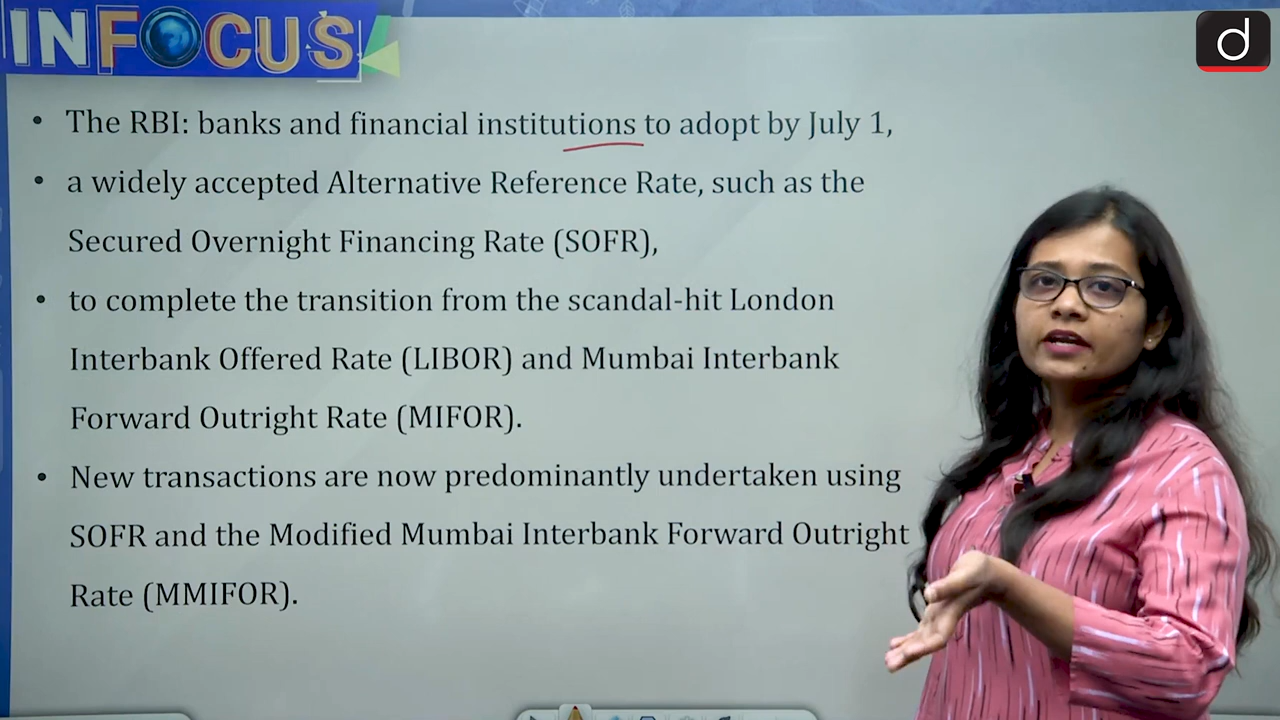 INFOCUS
d
• The RBI: banks and financial institutions to adopt by July 1,
• a widely accepted Alternative Reference Rate, such as the
Secured Overnight Financing Rate (SOFR),
• to complete the transition from the scandal-hit London
Interbank Offered Rate (LIBOR) and Mumbai Interbank
Forward Outright Rate (MIFOR).
• New transactions are now predominantly undertaken using
SOFR and the Modified Mumbai Interbank Forward Outright
Rate (MMIFOR).